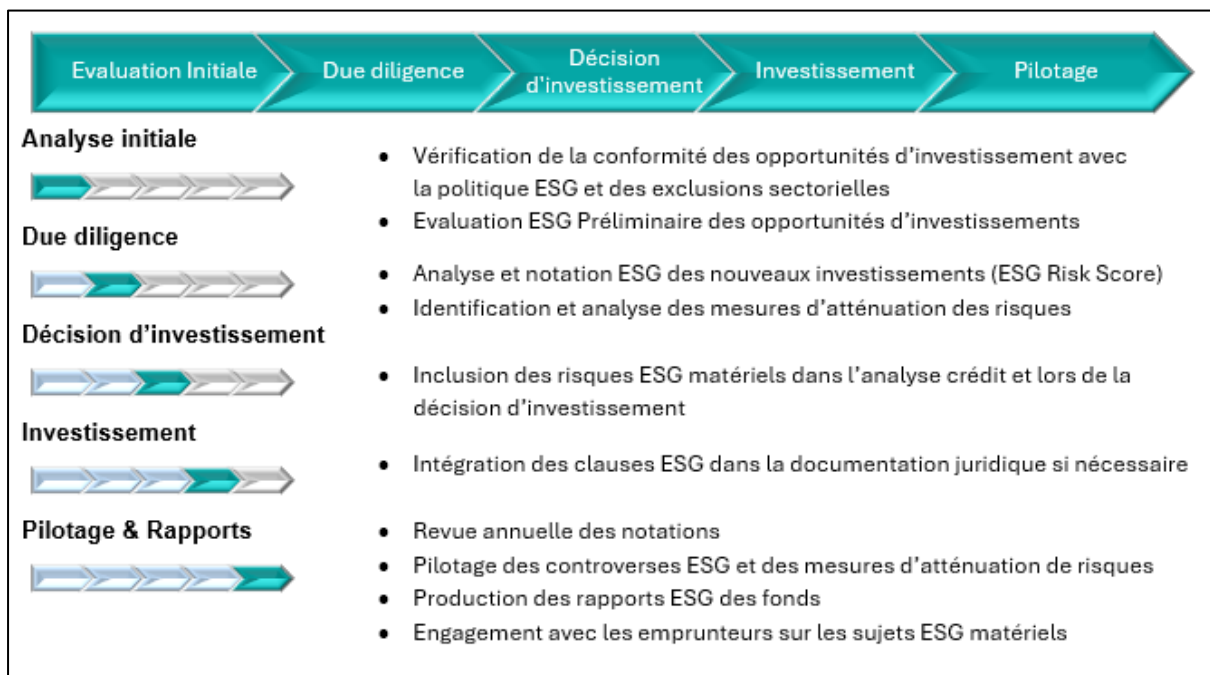 Evaluation Initiale
Due diligence
Décision
d'investissement
Investissement
Pilotage
Analyse initiale
• Vérification de la conformité des opportunités d'investissement avec
la politique ESG et des exclusions sectorielles
• Evaluation ESG Préliminaire des opportunités d'investissements
Due diligence
• Analyse et notation ESG des nouveaux investissements (ESG Risk Score)
• Identification et analyse des mesures d'atténuation des risques
Décision d'investissement
• Inclusion des risques ESG matériels dans l'analyse crédit et lors de la
décision d'investissement
Investissement
• Intégration des clauses ESG dans la documentation juridique si nécessaire
Pilotage & Rapports
• Revue annuelle des notations
• Pilotage des controverses ESG et des mesures d'atténuation de risques
• Production des rapports ESG des fonds
• Engagement avec les emprunteurs sur les sujets ESG matériels